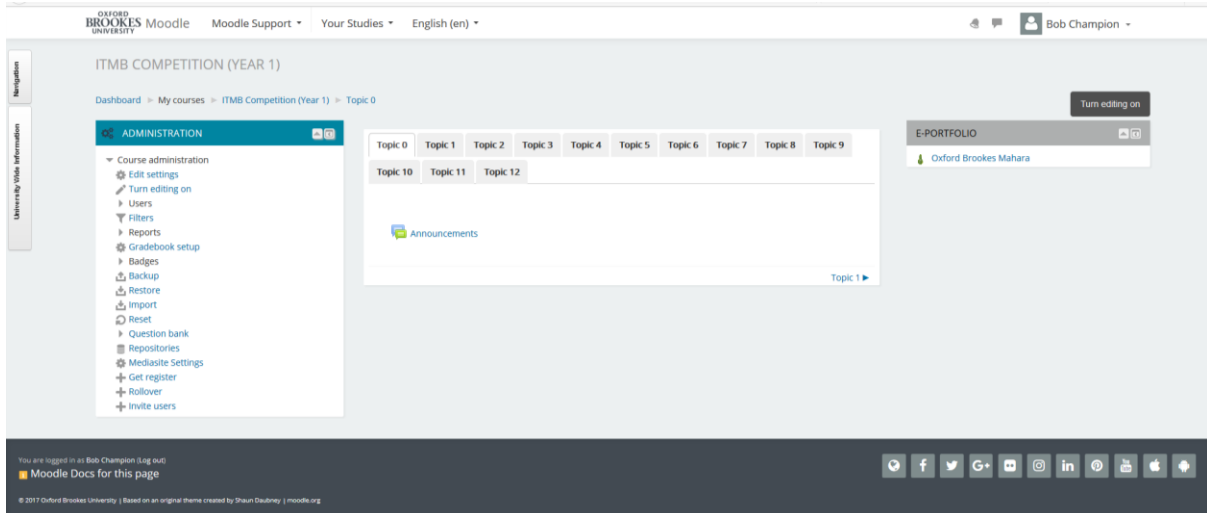 OXFORD
BROOKES
UNIVERSITY
Moodle
Moodle Support
Your Studies
English (en)
Bob Champion
Navigation
University Wide Information
ITMB COMPETITION (YEAR 1)
Dashboard
My courses
ITMB Competition (Year 1)
Topic 0
Turn editing on
ADMINISTRATION
Course administration
Edit settings
Turn editing on
Users
Filters
Reports
Gradebook setup
Badges
Backup
Restore
Import
Reset
Question bank
Repositories
Mediasite Settings
Get register
Rollover
Invite users
Topic 0 Topic 1 Topic 2 Topic 3 Topic 4 Topic 5 Topic 6 Topic 7 Topic 8 Topic 9
Topic 10 Topic 11 Topic 12
Announcements
Topic 1
E-PORTFOLIO
Oxford Brookes Mahara
You are logged in as Bob Champion (Log out)
Moodle Docs for this page
© 2017 Oxford Brookes University | Based on an original theme created by Shaun Daubney | moodle.org